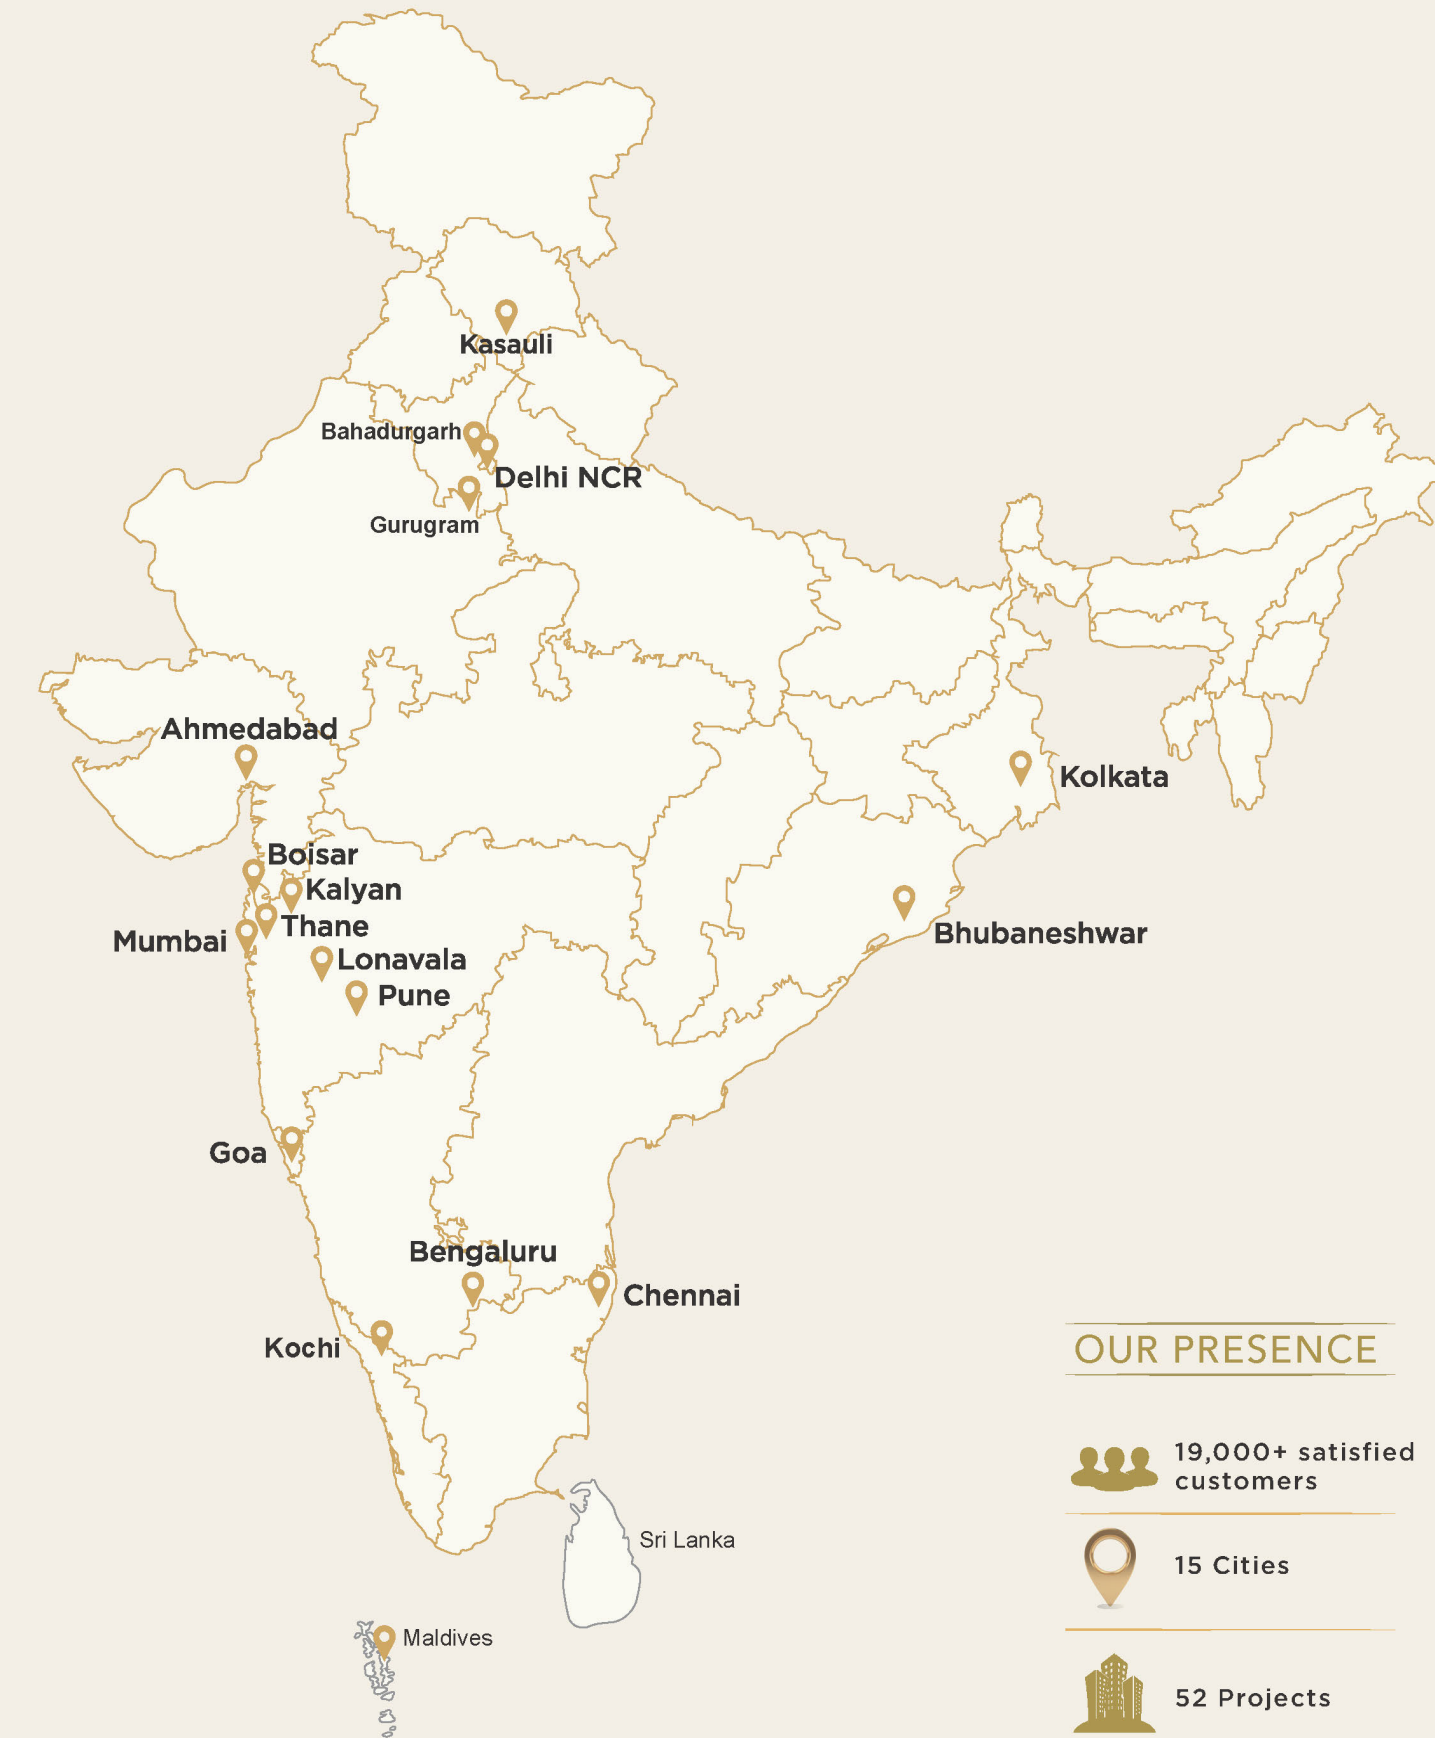 Kasauli
Bahadurgarh
Delhi NCR
Gurugram
Ahmedabad
Kolkata
Boisar
Kalyan
Thane
Mumbai
Bhubaneshwar
Lonavala
Pune
Goa
Bengaluru
Chennai
Kochi
Sri Lanka
Maldives
OUR PRESENCE
19,000+ satisfied
customers
15 Cities
52 Projects